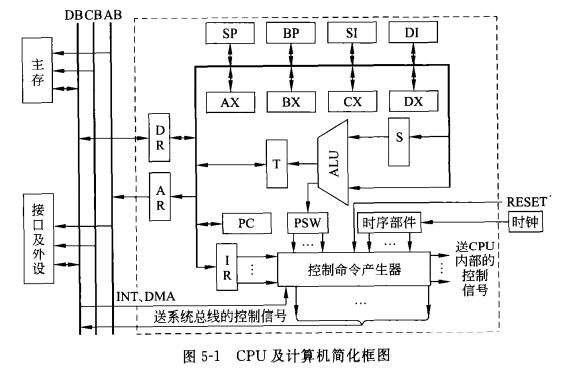 DB CB AB
SP
BP
SI
DI
主存
AX
BX
CX
DX
DR
S
ALU
T
AR
RESET
接口及外设
PC
PSW
时序部件
时钟
IR
…
…
⋮
控制命令产生器
⋮
送CPU
内部的
控制
信号
INT、DMA
…
送系统总线的控制信号
图 5-1 CPU 及计算机简化框图